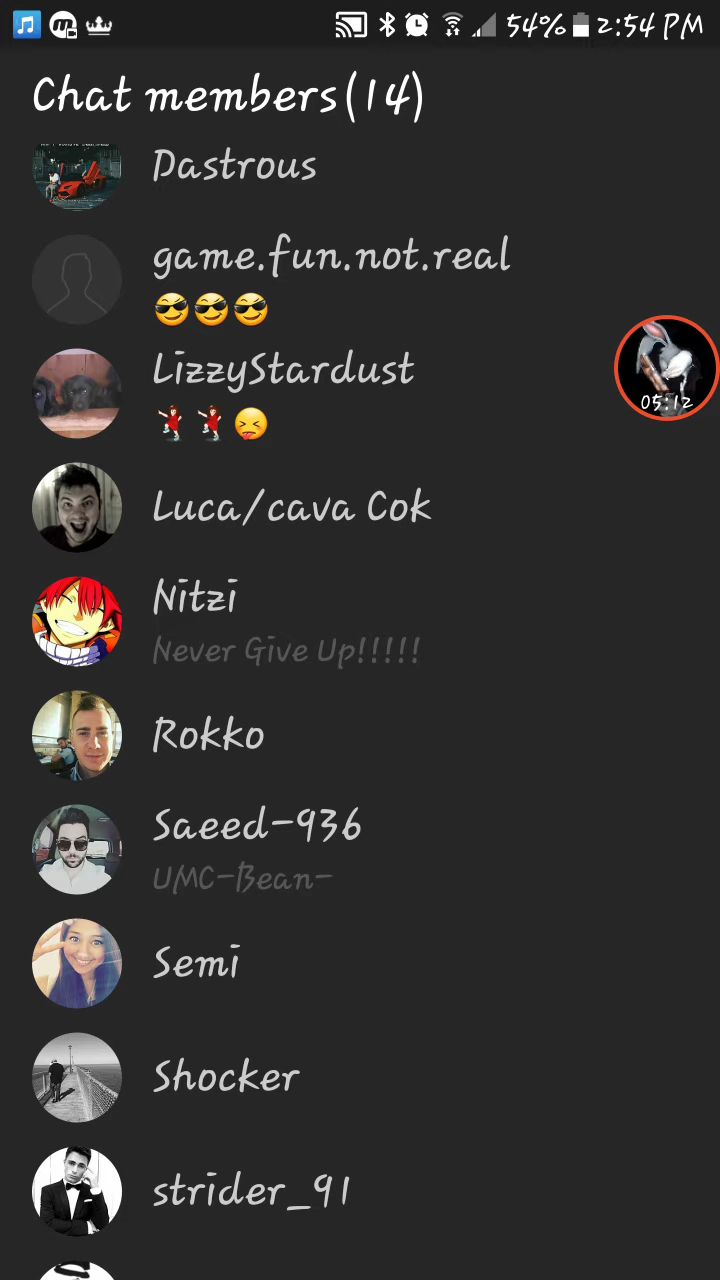 54% 2:54 PM
Chat members(14)
Dastrous
game.fun.not.real
😎😎😎
LizzyStardust
💃💃😝
05:12
Luca/cava Cok
Nitzi
Never Give Up!!!!!
Rokko
Saeed-936
UMC-Bean-
Semi
Shocker
strider_91